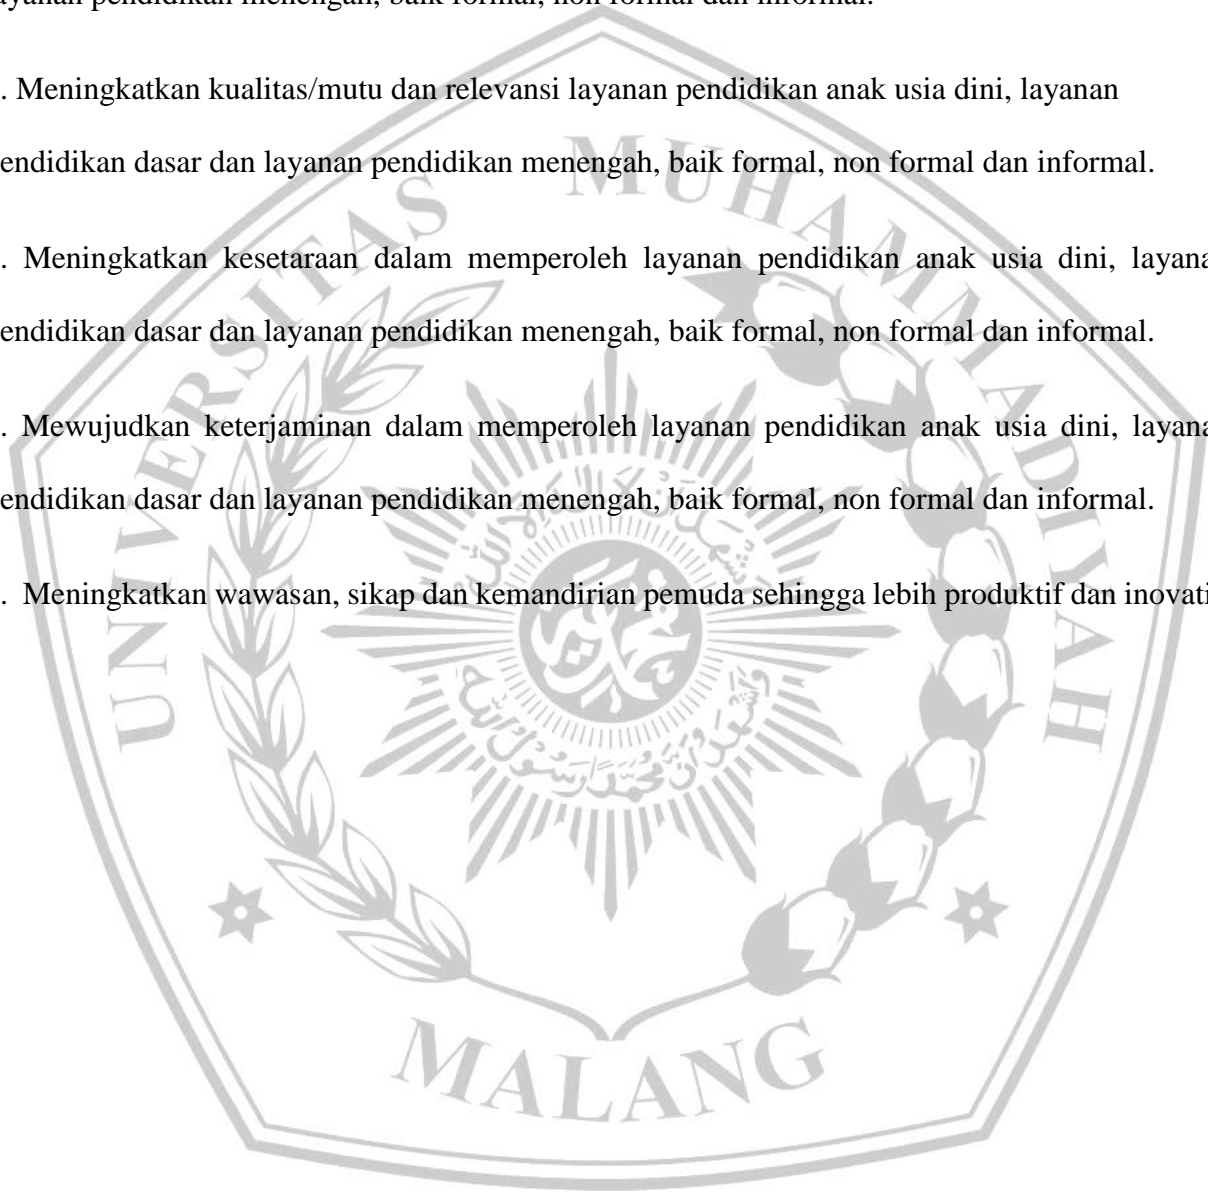 ayanan pendidikan menengah, baik formal, non formal dan informal.
. Meningkatkan kualitas/mutu dan relevansi layanan pendidikan anak usia dini, layanan
endidikan dasar dan layanan pendidikan menengah, baik formal, non formal dan informal.
. Meningkatkan kesetaraan dalam memperoleh layanan pendidikan anak usia dini, layana
endidikan dasar dan layanan pendidikan menengah, baik formal, non formal dan informal.
. Mewujudkan keterjaminan dalam memperoleh layanan pendidikan anak usia dini, layana
endidikan dasar dan layanan pendidikan menengah, baik formal, non formal dan informal.
. Meningkatkan wawasan, sikap dan kemandirian pemuda sehingga lebih produktif dan inovati
UNIVERSITAS MUHAMMADIYAH
MALANG